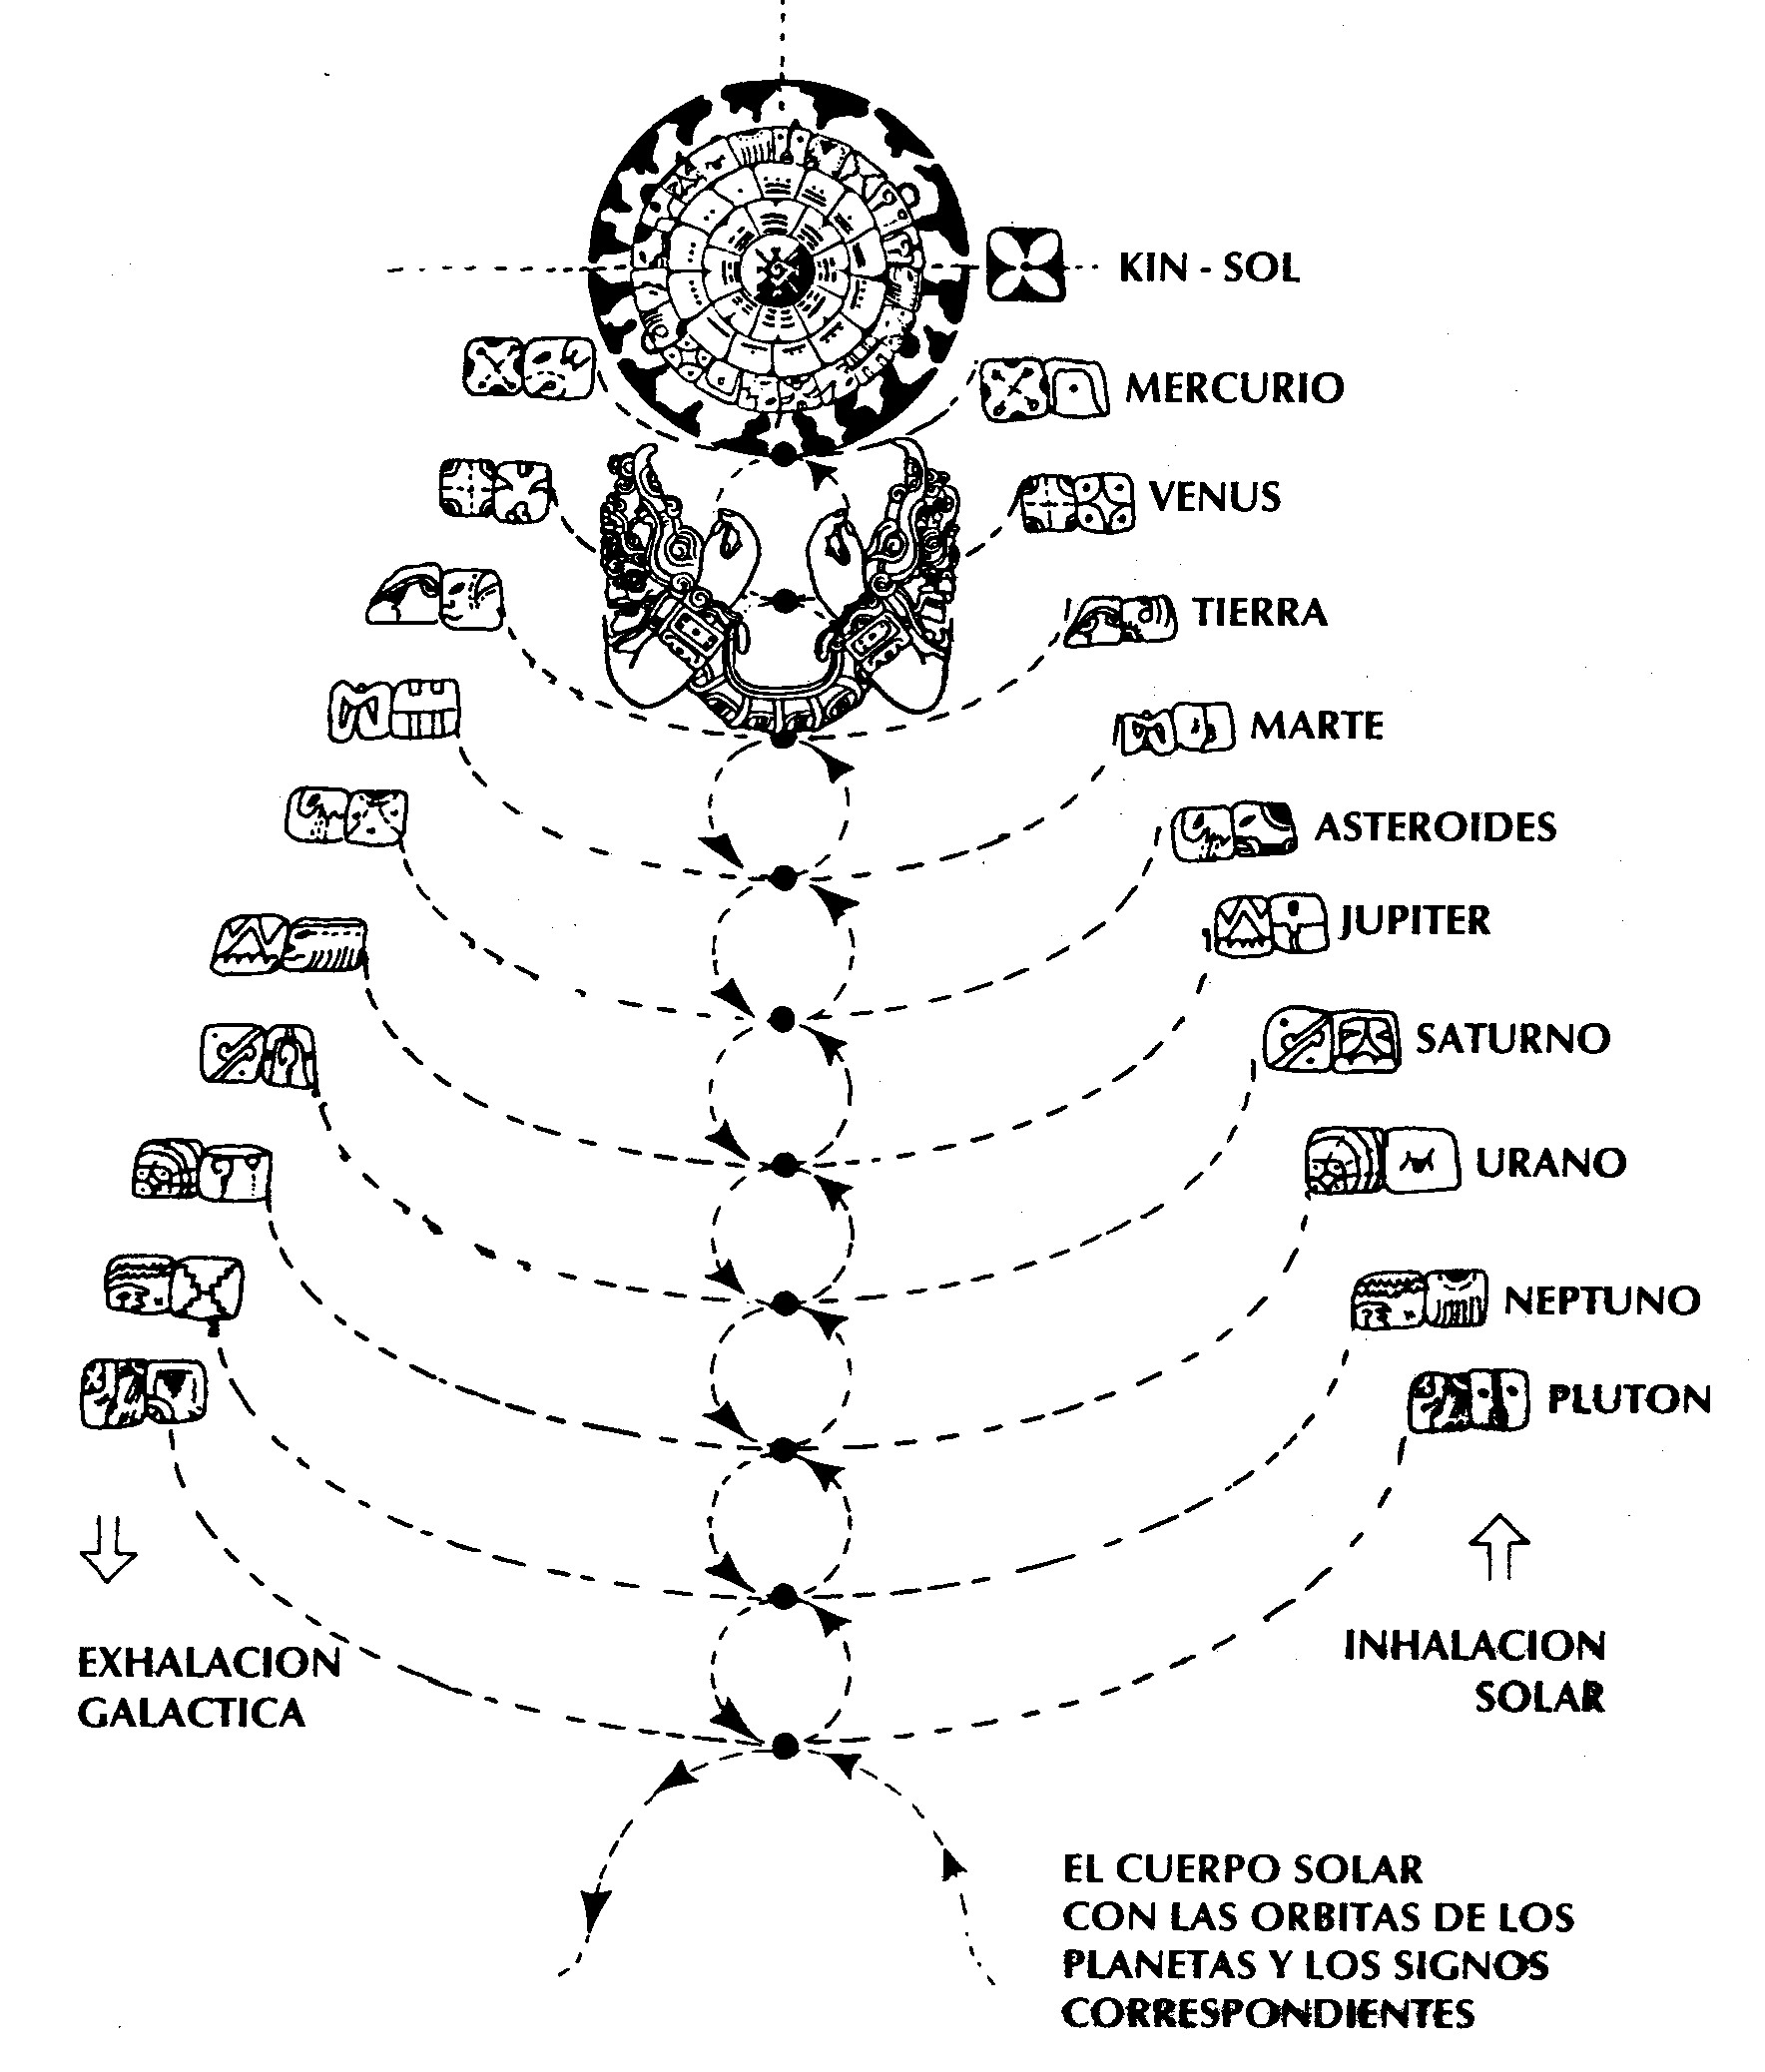 KIN - SOL
MERCURIO
VENUS
TIERRA
MARTE
ASTEROIDES
JUPITER
SATURNO
URANO
NEPTUNO
PLUTON
EXHALACION
GALACTICA
INHALACION
SOLAR
EL CUERPO SOLAR
CON LAS ORBITAS DE LOS
PLANETAS Y LOS SIGNOS
CORRESPONDIENTES